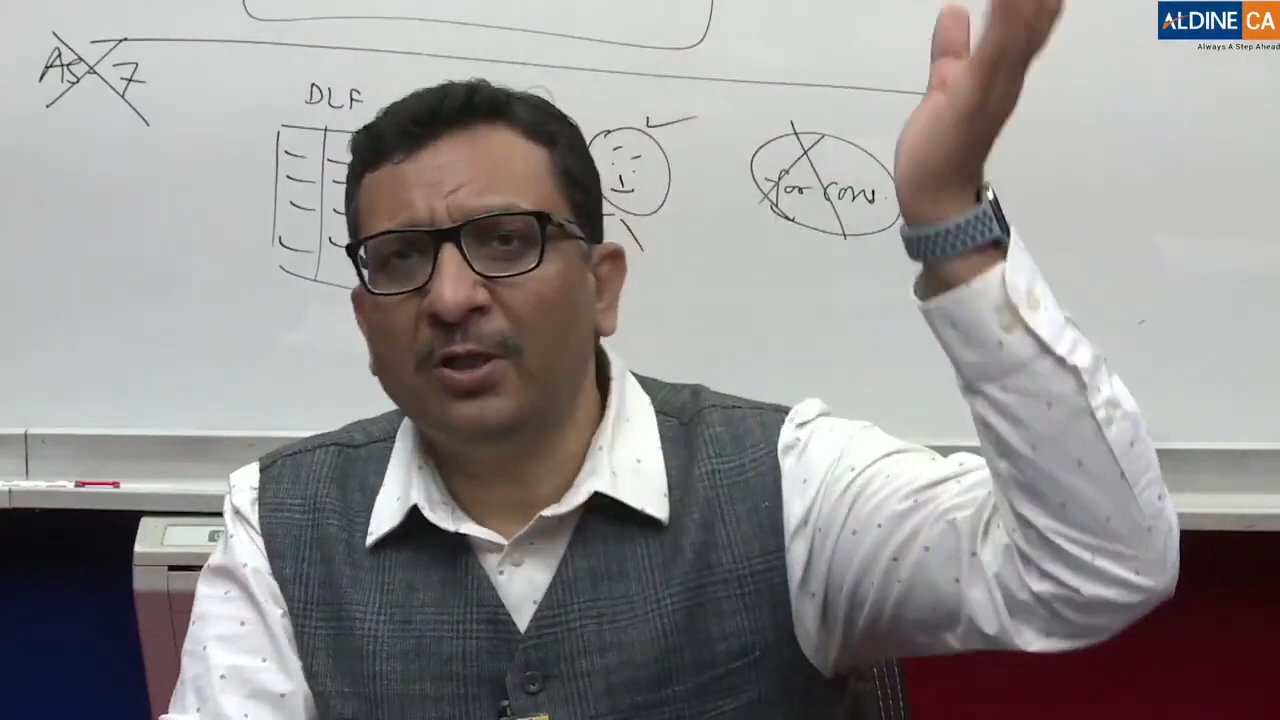 ALDINE CA
Always A Step Ahead
AS-7
DLF
for cons.